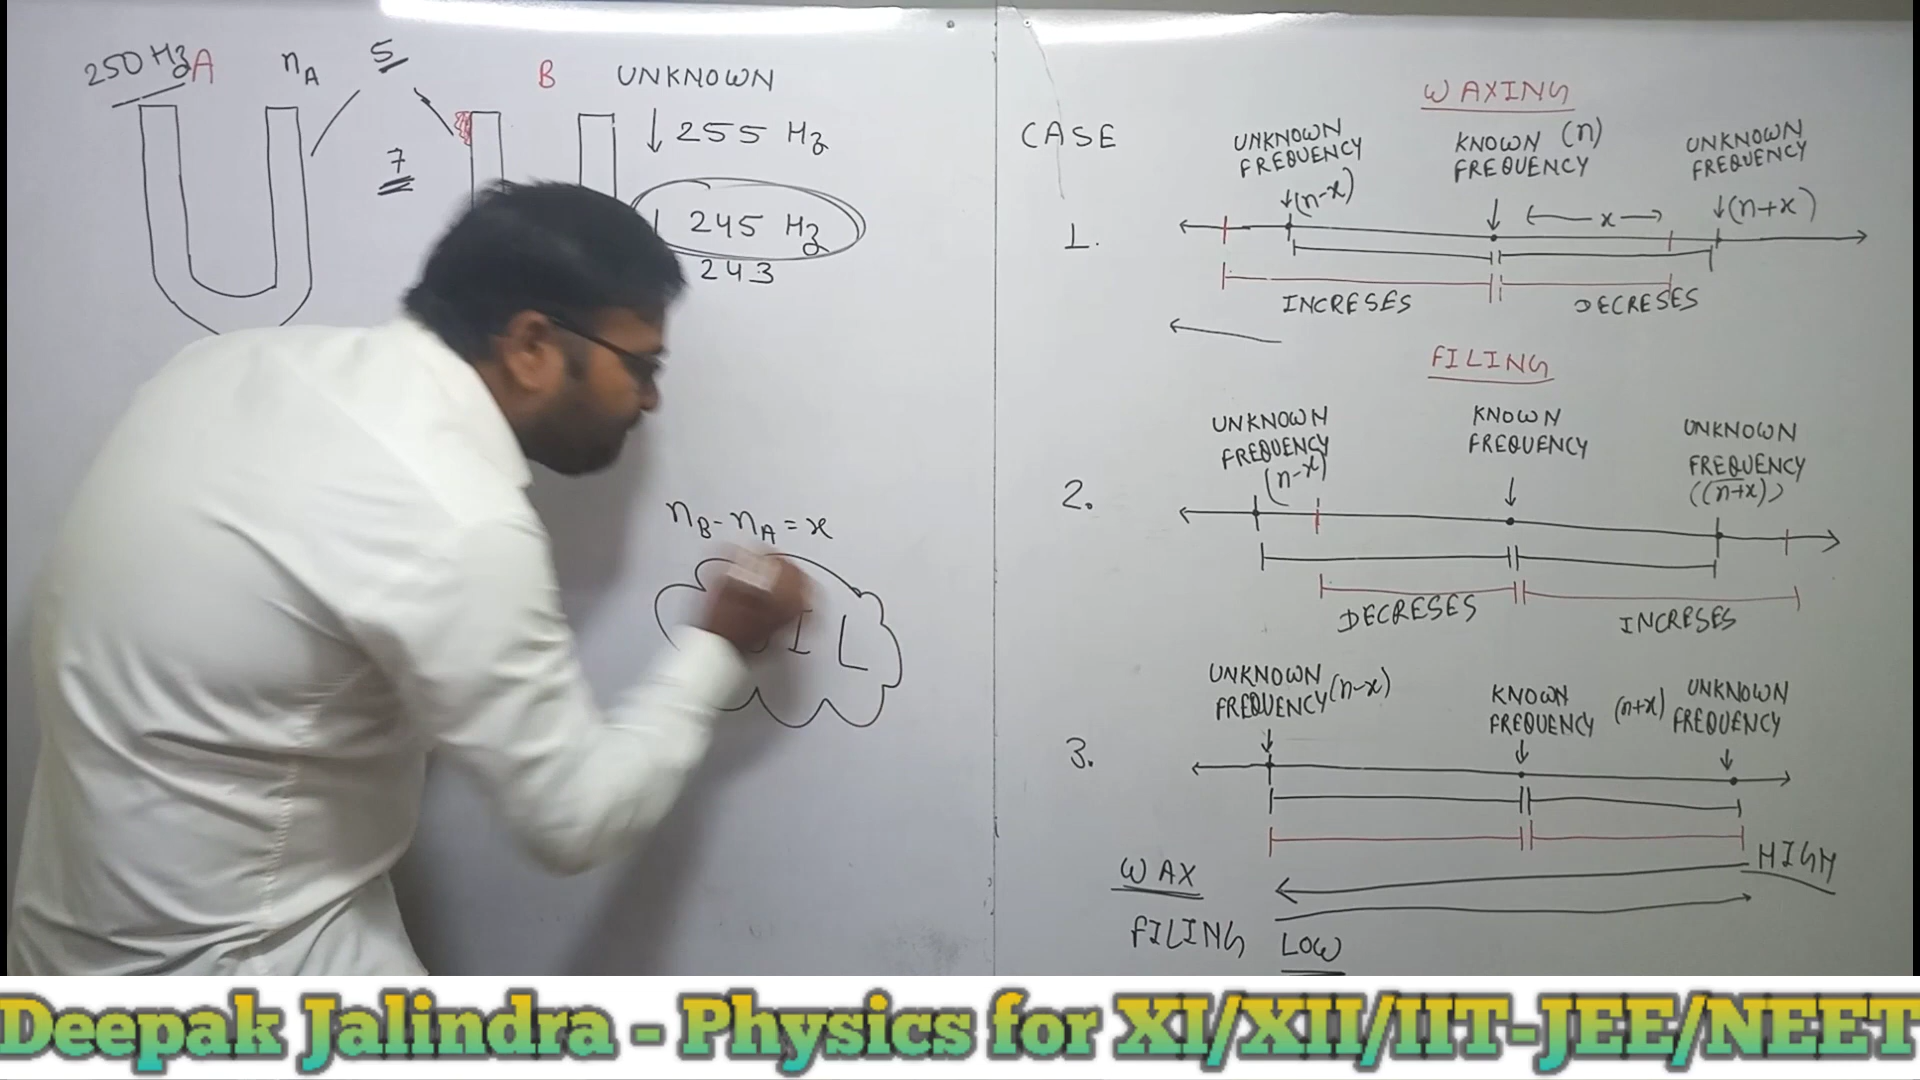 250 Hz A n_A 5 B UNKNOWN
↓ 255 Hz
7
245 Hz
243
n_B - n_A = x
I L
WAXING
CASE
UNKNOWN
FREQUENCY
↓(n-x)
KNOWN (n)
FREQUENCY
UNKNOWN
FREQUENCY
↓(n+x)
1.
x
INCRESES
DECRESES
FILING
UNKNOWN
FREQUENCY
(n-x)
KNOWN
FREQUENCY
UNKNOWN
FREQUENCY
((n+x))
2.
DECRESES
INCRESES
UNKNOWN
FREQUENCY (n-x)
KNOWN
FREQUENCY
(n+x) UNKNOWN
FREQUENCY
3.
HIGH
WAX
FILING LOW
Deepak Jalindra - Physics for XI/XII/IIT-JEE/NEET